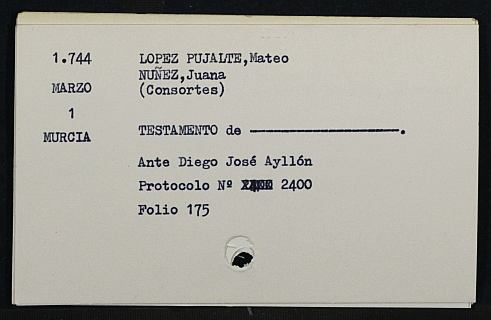 1.744 LOPEZ PUJALTE,Mateo
NUÑEZ,Juana
MARZO (Consortes)
1
MURCIA TESTAMENTO de ————————.
Ante Diego José Ayllón
Protocolo Nº 2400
Folio 175